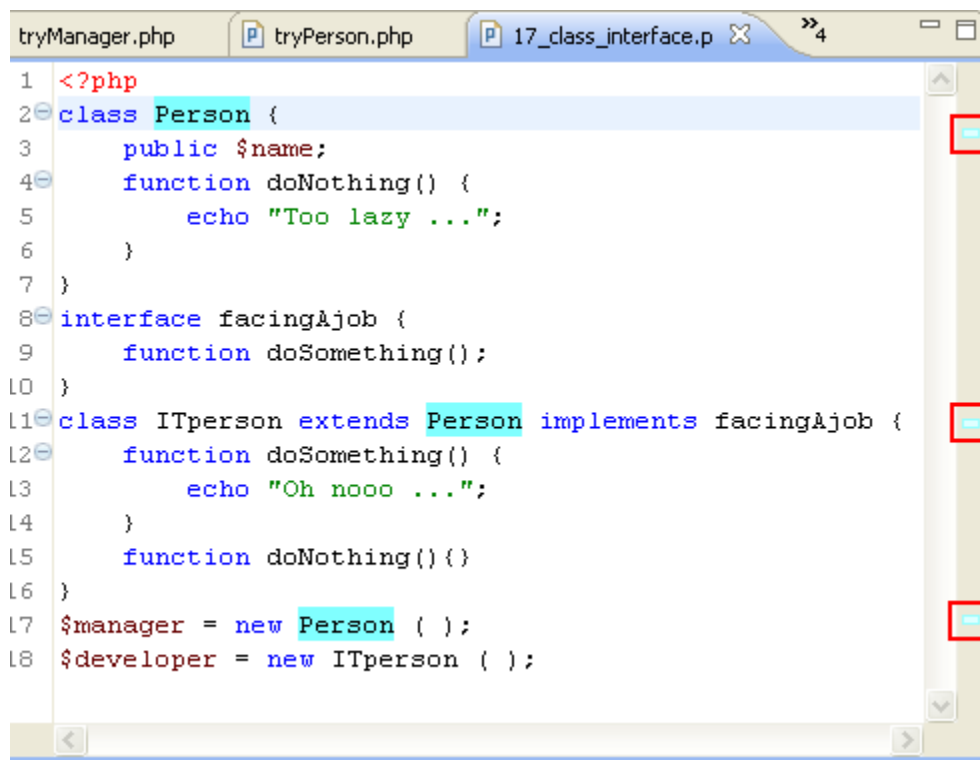 tryManager.php P tryPerson.php P 17_class_interface.p »4
1 <?php
2 class Person {
3 public $name;
4 function doNothing() {
5 echo "Too lazy ...";
6 }
7 }
8 interface facingAjob {
9 function doSomething();
10 }
11 class ITperson extends Person implements facingAjob {
12 function doSomething() {
13 echo "Oh nooo ...";
14 }
15 function doNothing(){}
16 }
17 $manager = new Person ( );
18 $developer = new ITperson ( );